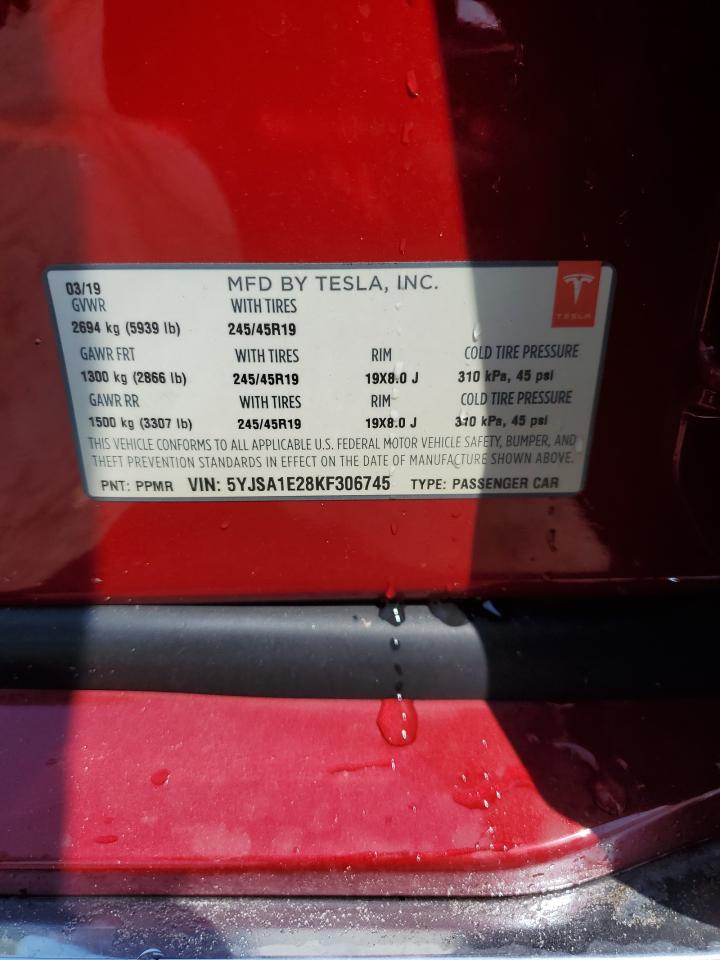 03/19 MFD BY TESLA, INC.
GVWR WITH TIRES
2694 kg (5939 lb) 245/45R19
TESLA
GAWR FRT WITH TIRES RIM COLD TIRE PRESSURE
1300 kg (2866 lb) 245/45R19 19X8.0 J 310 kPa, 45 psi
GAWR RR WITH TIRES RIM COLD TIRE PRESSURE
1500 kg (3307 lb) 245/45R19 19X8.0 J 310 kPa, 45 psi
THIS VEHICLE CONFORMS TO ALL APPLICABLE U.S. FEDERAL MOTOR VEHICLE SAFETY, BUMPER, AND
THEFT PREVENTION STANDARDS IN EFFECT ON THE DATE OF MANUFACTURE SHOWN ABOVE.
PNT: PPMR VIN: 5YJSA1E28KF306745 TYPE: PASSENGER CAR